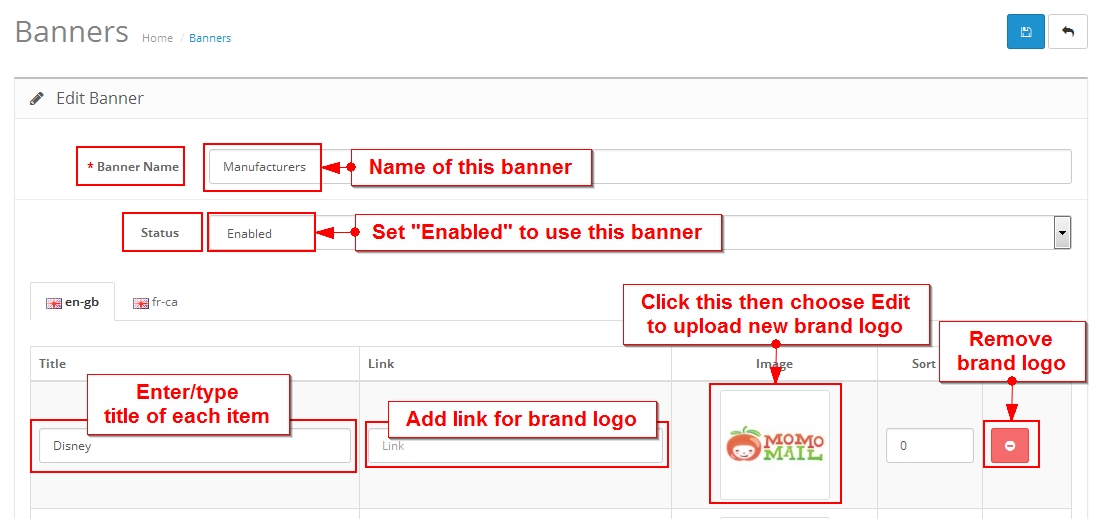 Banners Home / Banners
Edit Banner
* Banner Name
Manufacturers
Name of this banner
Status
Enabled
Set "Enabled" to use this banner
en-gb
fr-ca
Click this then choose Edit
to upload new brand logo
Remove
brand logo
Title
Link
Image
Sort
Enter/type
title of each item
Add link for brand logo
Disney
Link
MOMO
MAIL
0